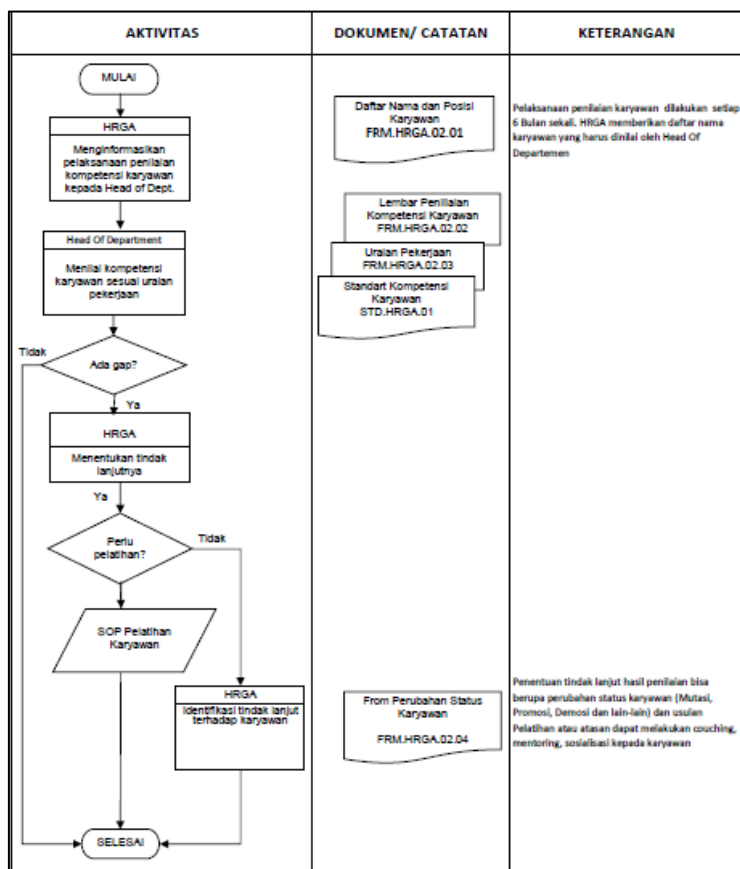 AKTIVITAS
DOKUMEN/ CATATAN
KETERANGAN
MULAI
HRGA
Menginformasikan
pelaksanaan penilaian
kompetensi karyawan
kepada Head of Dept.
Daftar Nama dan Posisi
Karyawan
FRM.HRGA.02.01
Pelaksanaan penilaian karyawan dilakukan setiap
6 Bulan sekali. HRGA memberikan daftar nama
karyawan yang harus dinilai oleh Head Of
Departemen
Head Of Department
Menilai kompetensi
karyawan sesuai uraian
pekerjaan
Lembar Penilaian
Kompetensi Karyawan
FRM.HRGA.02.02
Uraian Pekerjaan
FRM.HRGA.02.03
Standart Kompetensi
Karyawan
STD.HRGA.01
Tidak
Ada gap?
Ya
HRGA
Menentukan tindak
lanjutnya
Ya
Perlu
pelatihan?
Tidak
SOP Pelatihan
Karyawan
HRGA
Identifikasi tindak lanjut
terhadap karyawan
From Perubahan Status
Karyawan
FRM.HRGA.02.04
Penentuan tindak lanjut hasil penilaian bisa
berupa perubahan status karyawan (Mutasi,
Promosi, Demosi dan lain-lain) dan usulan
Pelatihan atau atasan dapat melakukan couching,
mentoring, sosialisasi kepada karyawan
SELESAI